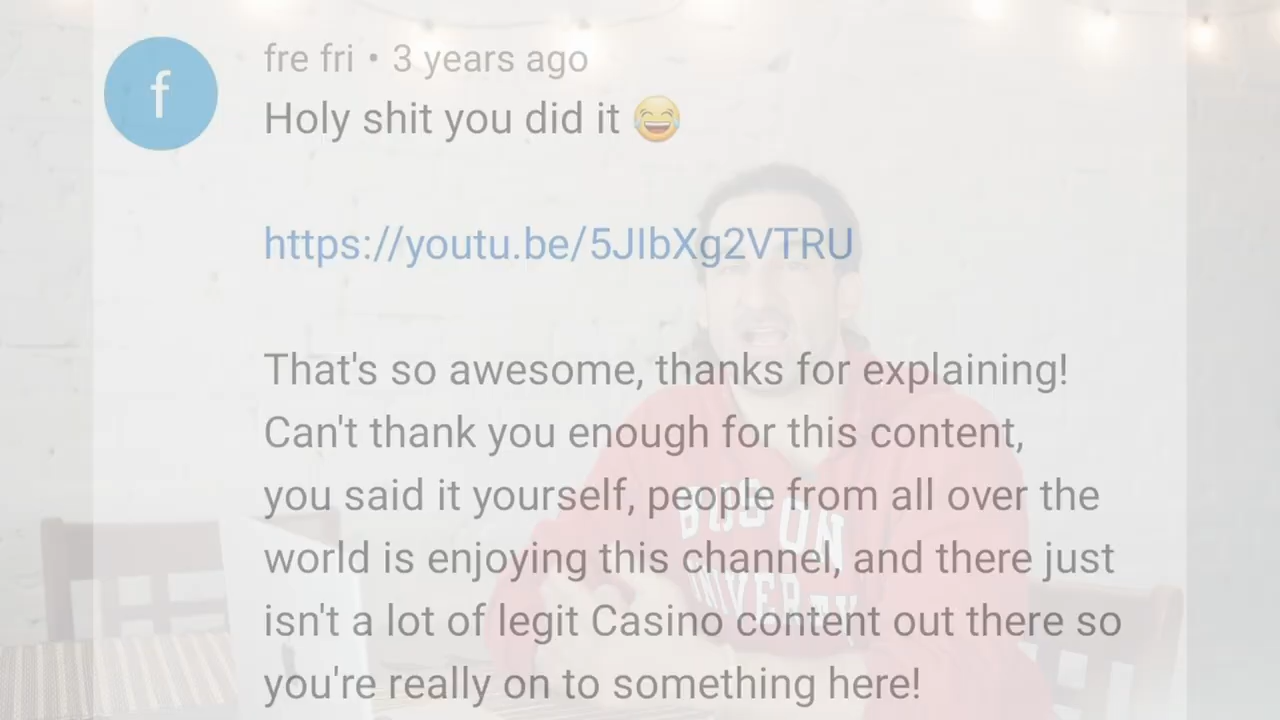 f
fre fri • 3 years ago
Holy shit you did it 😂
https://youtu.be/5JIbXg2VTRU
That's so awesome, thanks for explaining!
Can't thank you enough for this content,
you said it yourself, people from all over the
world is enjoying this channel, and there just
isn't a lot of legit Casino content out there so
you're really on to something here!
BOSTON
UNIVERSITY